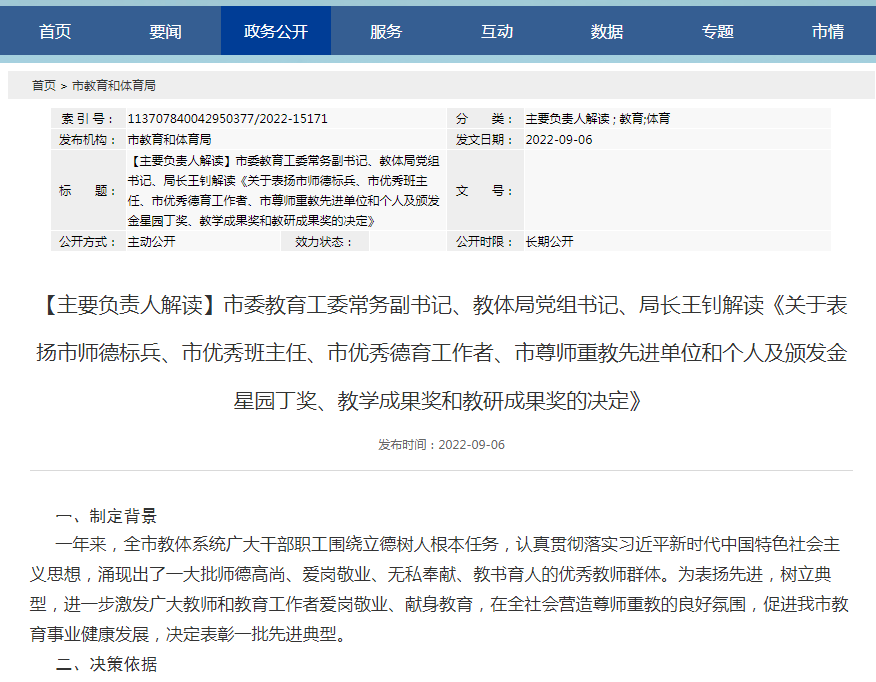 首页 要闻 政务公开 服务 互动 数据 专题 市情
首页 > 市教育和体育局
索 引 号： 113707840042950377/2022-15171 分 类： 主要负责人解读 ; 教育;体育
发布机构： 市教育和体育局 发文日期： 2022-09-06
标 题： 【主要负责人解读】市委教育工委常务副书记、教体局党组
书记、局长王钊解读《关于表扬市师德标兵、市优秀班主
任、市优秀德育工作者、市尊师重教先进单位和个人及颁发
金星园丁奖、教学成果奖和教研成果奖的决定》
文 号：
公开方式： 主动公开 效力状态： 公开时限： 长期公开
【主要负责人解读】市委教育工委常务副书记、教体局党组书记、局长王钊解读《关于表
扬市师德标兵、市优秀班主任、市优秀德育工作者、市尊师重教先进单位和个人及颁发金
星园丁奖、教学成果奖和教研成果奖的决定》
发布时间：2022-09-06
一、制定背景
一年来，全市教体系统广大干部职工围绕立德树人根本任务，认真贯彻落实习近平新时代中国特色社会主
义思想，涌现出了一大批师德高尚、爱岗敬业、无私奉献、教书育人的优秀教师群体。为表扬先进，树立典
型，进一步激发广大教师和教育工作者爱岗敬业、献身教育，在全社会营造尊师重教的良好氛围，促进我市教
育事业健康发展，决定表彰一批先进典型。
二、决策依据